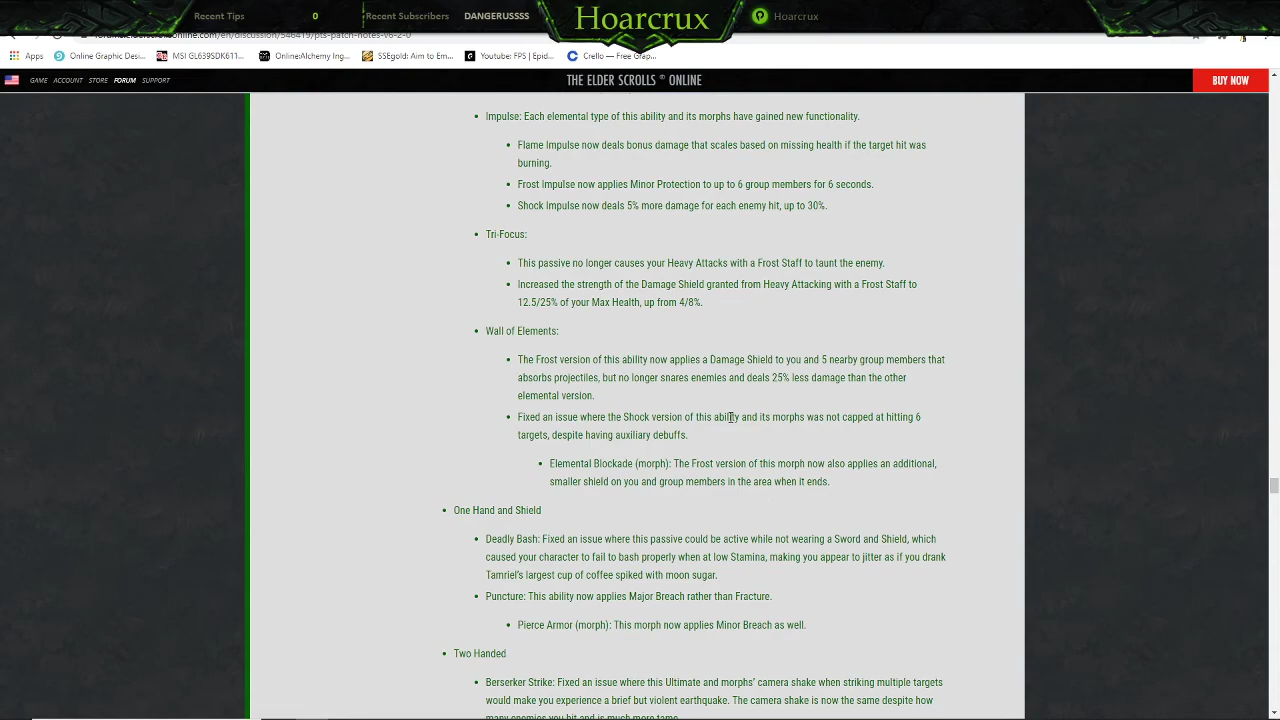 Recent Tips 0 Recent Subscribers DANGERUSSSS Hoarcrux Hoarcrux
online.com/en/discussion/546419/pts-patch-notes-v6-2-0
Apps Online Graphic Desi... MSI GL639SDK611... Online:Alchemy Ing... SSEgold: Aim to Em... Youtube: FPS | Epid... Crello — Free Grap...
GAME ACCOUNT STORE FORUM SUPPORT THE ELDER SCROLLS ® ONLINE BUY NOW
• Impulse: Each elemental type of this ability and its morphs have gained new functionality.
• Flame Impulse now deals bonus damage that scales based on missing health if the target hit was
burning.
• Frost Impulse now applies Minor Protection to up to 6 group members for 6 seconds.
• Shock Impulse now deals 5% more damage for each enemy hit, up to 30%.
• Tri-Focus:
• This passive no longer causes your Heavy Attacks with a Frost Staff to taunt the enemy.
• Increased the strength of the Damage Shield granted from Heavy Attacking with a Frost Staff to
12.5/25% of your Max Health, up from 4/8%.
• Wall of Elements:
• The Frost version of this ability now applies a Damage Shield to you and 5 nearby group members that
absorbs projectiles, but no longer snares enemies and deals 25% less damage than the other
elemental version.
• Fixed an issue where the Shock version of this ability and its morphs was not capped at hitting 6
targets, despite having auxiliary debuffs.
• Elemental Blockade (morph): The Frost version of this morph now also applies an additional,
smaller shield on you and group members in the area when it ends.
• One Hand and Shield
• Deadly Bash: Fixed an issue where this passive could be active while not wearing a Sword and Shield, which
caused your character to fail to bash properly when at low Stamina, making you appear to jitter as if you drank
Tamriel's largest cup of coffee spiked with moon sugar.
• Puncture: This ability now applies Major Breach rather than Fracture.
• Pierce Armor (morph): This morph now applies Minor Breach as well.
• Two Handed
• Berserker Strike: Fixed an issue where this Ultimate and morphs' camera shake when striking multiple targets
would make you experience a brief but violent earthquake. The camera shake is now the same despite how
many enemies you hit and is much more tame.